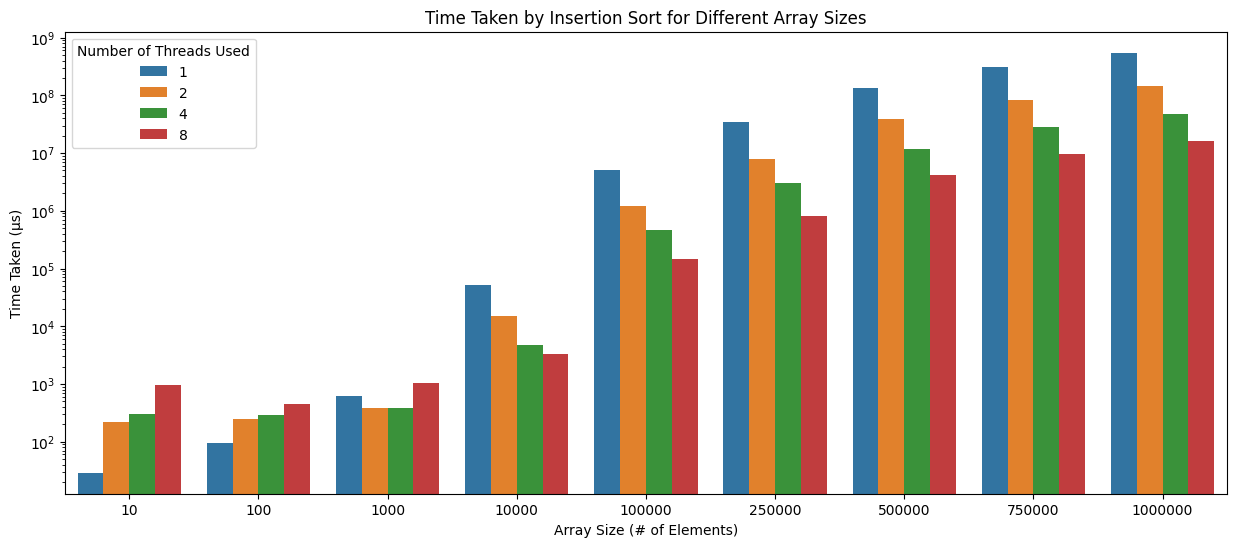 Time Taken by Insertion Sort for Different Array Sizes
Number of Threads Used
1
2
4
8
10⁹
10⁸
10⁷
10⁶
10⁵
10⁴
10³
10²
Time Taken (µs)
10 100 1000 10000 100000 250000 500000 750000 1000000
Array Size (# of Elements)